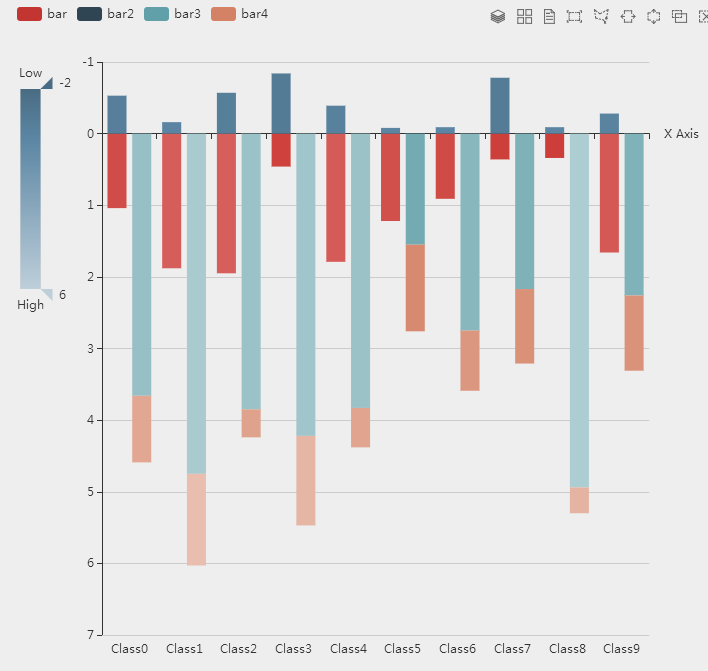 bar bar2 bar3 bar4
Low
-2
6
High
-1
0
1
2
3
4
5
6
7
X Axis
Class0 Class1 Class2 Class3 Class4 Class5 Class6 Class7 Class8 Class9